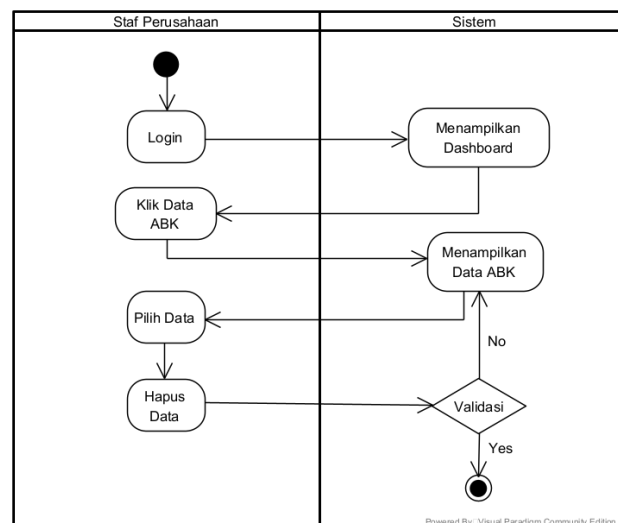 Staf Perusahaan
Sistem
Login
Menampilkan
Dashboard
Klik Data
ABK
Menampilkan
Data ABK
Pilih Data
No
Hapus
Data
Validasi
Yes
Powered By: Visual Paradigm Community Edition